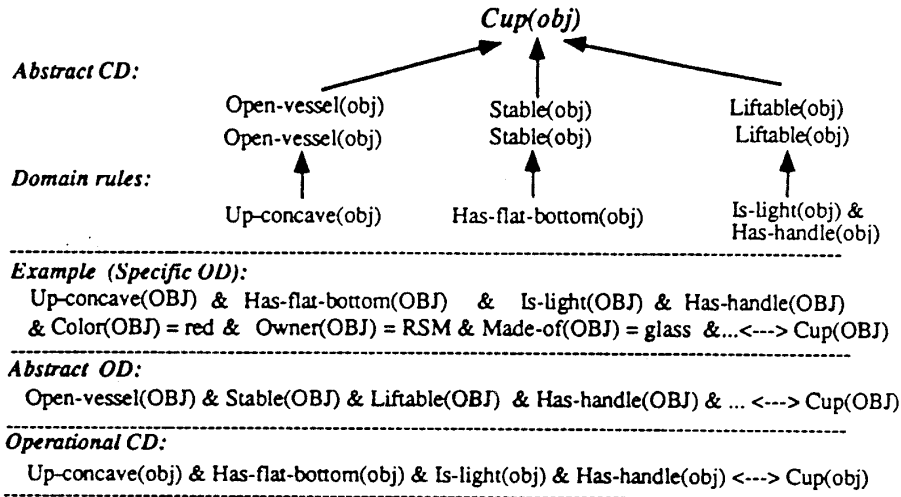 Cup(obj)
Abstract CD:
Open-vessel(obj) Stable(obj) Liftable(obj)
Open-vessel(obj) Stable(obj) Liftable(obj)
Domain rules:
Up-concave(obj) Has-flat-bottom(obj) Is-light(obj) &
Has-handle(obj)
Example (Specific OD):
Up-concave(OBJ) & Has-flat-bottom(OBJ) & Is-light(OBJ) & Has-handle(OBJ)
& Color(OBJ) = red & Owner(OBJ) = RSM & Made-of(OBJ) = glass &...<---> Cup(OBJ)
Abstract OD:
Open-vessel(OBJ) & Stable(OBJ) & Liftable(OBJ) & Has-handle(OBJ) & ... <---> Cup(OBJ)
Operational CD:
Up-concave(obj) & Has-flat-bottom(obj) & Is-light(obj) & Has-handle(obj) <---> Cup(obj)